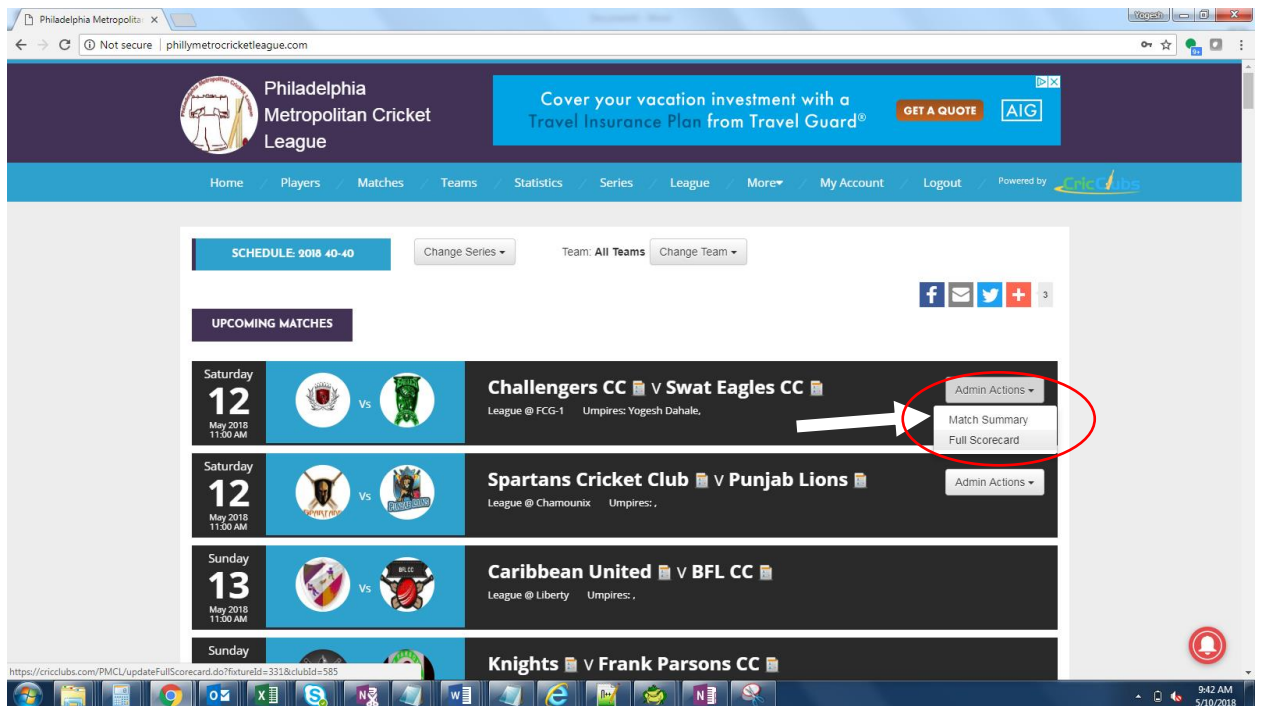 Philadelphia Metropolita
Yogesh
Not secure | phillymetrocricketleague.com
Philadelphia
Metropolitan Cricket
League
Cover your vacation investment with a
Travel Insurance Plan from Travel Guard®
GET A QUOTE
AIG
Home / Players / Matches / Teams / Statistics / Series / League / More / My Account / Logout / Powered by CricClubs
SCHEDULE: 2018 40-40
Change Series
Team: All Teams
Change Team
3
UPCOMING MATCHES
Saturday
12
May 2018
11:00 AM
Vs
Challengers CC v Swat Eagles CC
League @ FCG-1 Umpires: Yogesh Dahale,
Admin Actions
Match Summary
Full Scorecard
Saturday
12
May 2018
11:00 AM
Vs
Spartans Cricket Club v Punjab Lions
League @ Chamounix Umpires: ,
Admin Actions
Sunday
13
May 2018
11:00 AM
Vs
BFL CC
Caribbean United v BFL CC
League @ Liberty Umpires: ,
Sunday
Knights v Frank Parsons CC
https://cricclubs.com/PMCL/updateFullScorecard.do?fixtureId=331&clubId=585
9:42 AM
5/10/2018